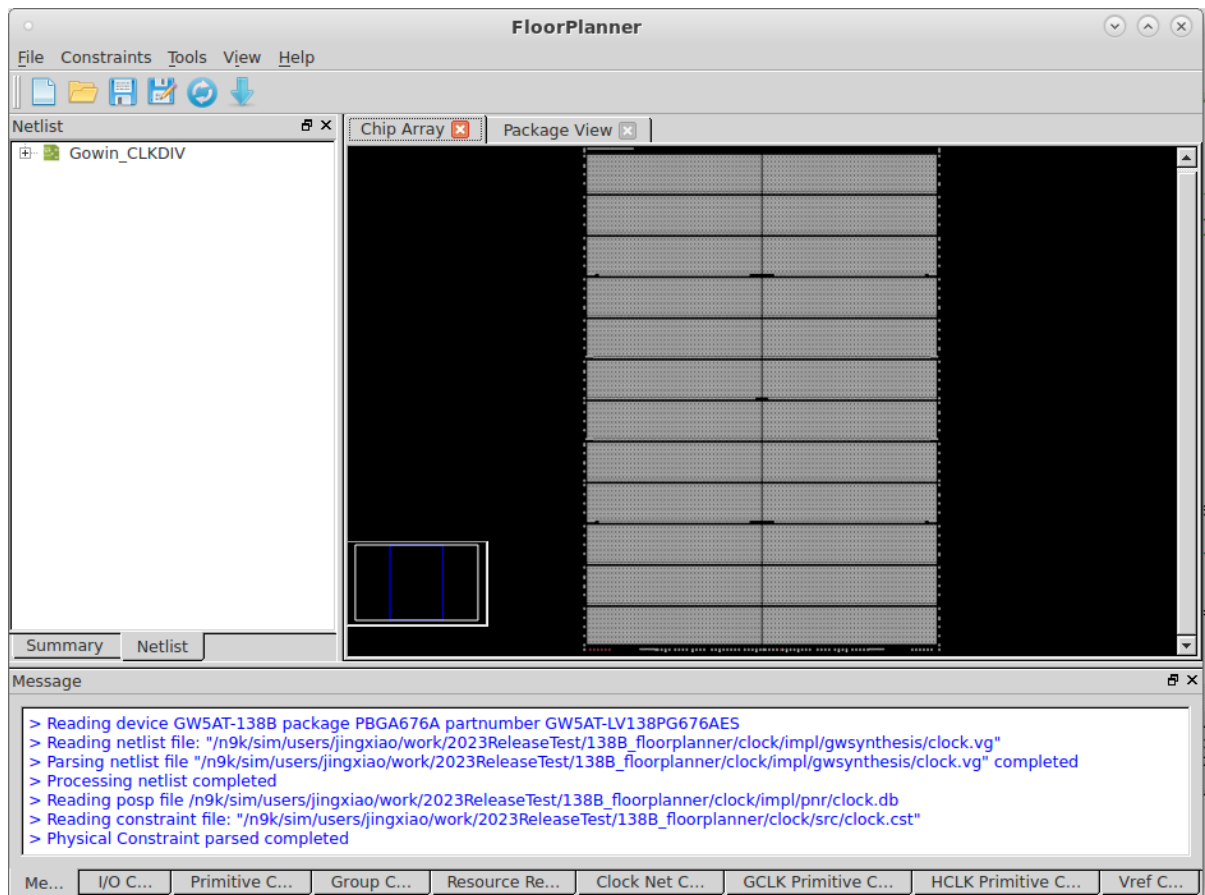 FloorPlanner
File Constraints Tools View Help
Netlist
Chip Array Package View
Gowin_CLKDIV
Summary Netlist
Message
> Reading device GW5AT-138B package PBGA676A partnumber GW5AT-LV138PG676AES
> Reading netlist file: "/n9k/sim/users/jingxiao/work/2023ReleaseTest/138B_floorplanner/clock/impl/gwsynthesis/clock.vg"
> Parsing netlist file "/n9k/sim/users/jingxiao/work/2023ReleaseTest/138B_floorplanner/clock/impl/gwsynthesis/clock.vg" completed
> Processing netlist completed
> Reading posp file /n9k/sim/users/jingxiao/work/2023ReleaseTest/138B_floorplanner/clock/impl/pnr/clock.db
> Reading constraint file: "/n9k/sim/users/jingxiao/work/2023ReleaseTest/138B_floorplanner/clock/src/clock.cst"
> Physical Constraint parsed completed
Me... I/O C... Primitive C... Group C... Resource Re... Clock Net C... GCLK Primitive C... HCLK Primitive C... Vref C...